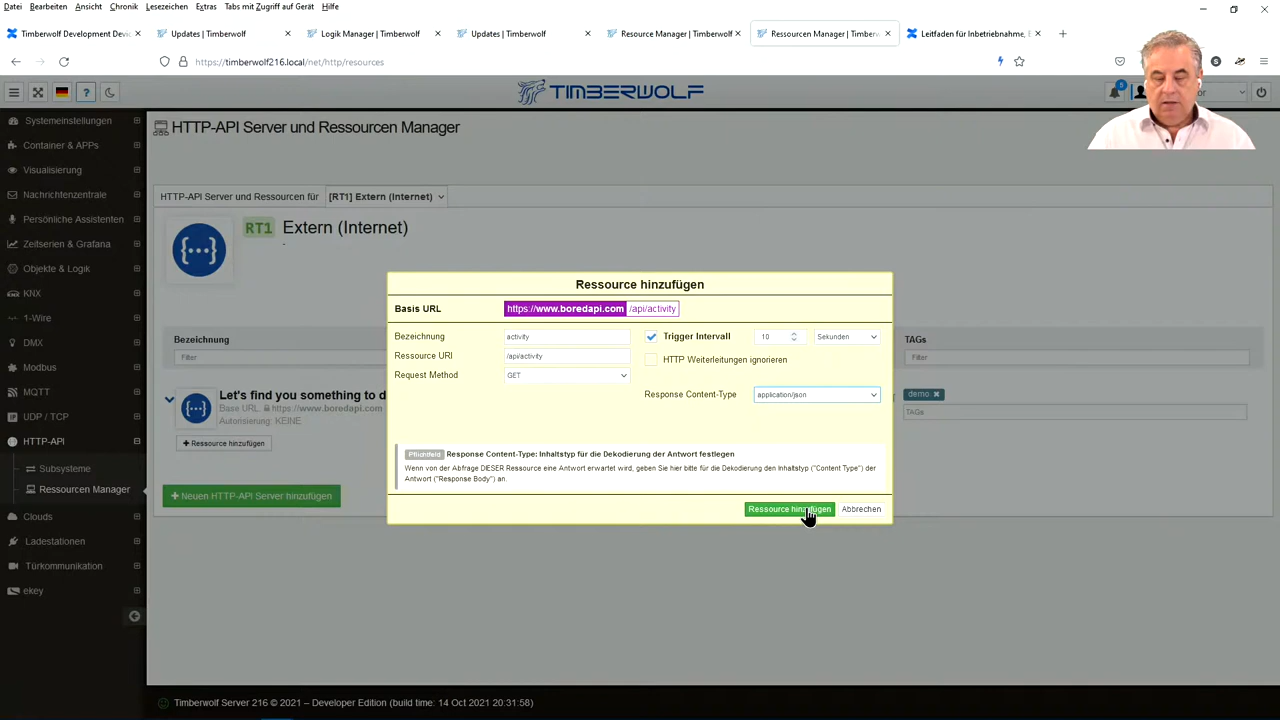 Datei Bearbeiten Ansicht Chronik Lesezeichen Extras Tabs mit Zugriff auf Gerät Hilfe
Timberwolf Development Devi Updates | Timberwolf Logik Manager | Timberwolf Updates | Timberwolf Resource Manager | Timberwolf Ressourcen Manager | Timberw Leitfaden für Inbetriebnahme, E
https://timberwolf216.local/net/http/resources
TIMBERWOLF
Systemeinstellungen
Container & APPs
Visualisierung
Nachrichtenzentrale
Persönliche Assistenten
Zeitserien & Grafana
Objekte & Logik
KNX
1-Wire
DMX
Modbus
MQTT
UDP / TCP
HTTP-API
Subsysteme
Ressourcen Manager
Clouds
Ladestationen
Türkommunikation
ekey
HTTP-API Server und Ressourcen Manager
HTTP-API Server und Ressourcen für [RT1] Extern (Internet)
RT1 Extern (Internet)
-
Bezeichnung
Filter
TAGs
Filter
Let's find you something to d
Base URL: https://www.boredapi.com
Autorisierung: KEINE
demo
TAGs
+ Ressource hinzufügen
+ Neuen HTTP-API Server hinzufügen
Ressource hinzufügen
Basis URL https://www.boredapi.com /api/activity
Bezeichnung activity
Ressource URI /api/activity
Request Method GET
Trigger Intervall 10 Sekunden
HTTP Weiterleitungen ignorieren
Response Content-Type application/json
Pflichtfeld Response Content-Type: Inhaltstyp für die Dekodierung der Antwort festlegen
Wenn von der Abfrage DIESER Ressource eine Antwort erwartet wird, geben Sie hier bitte für die Dekodierung den Inhaltstyp ("Content Type") der
Antwort ("Response Body") an.
Ressource hinzufügen Abbrechen
Timberwolf Server 216 © 2021 – Developer Edition (build time: 14 Oct 2021 20:31:58)